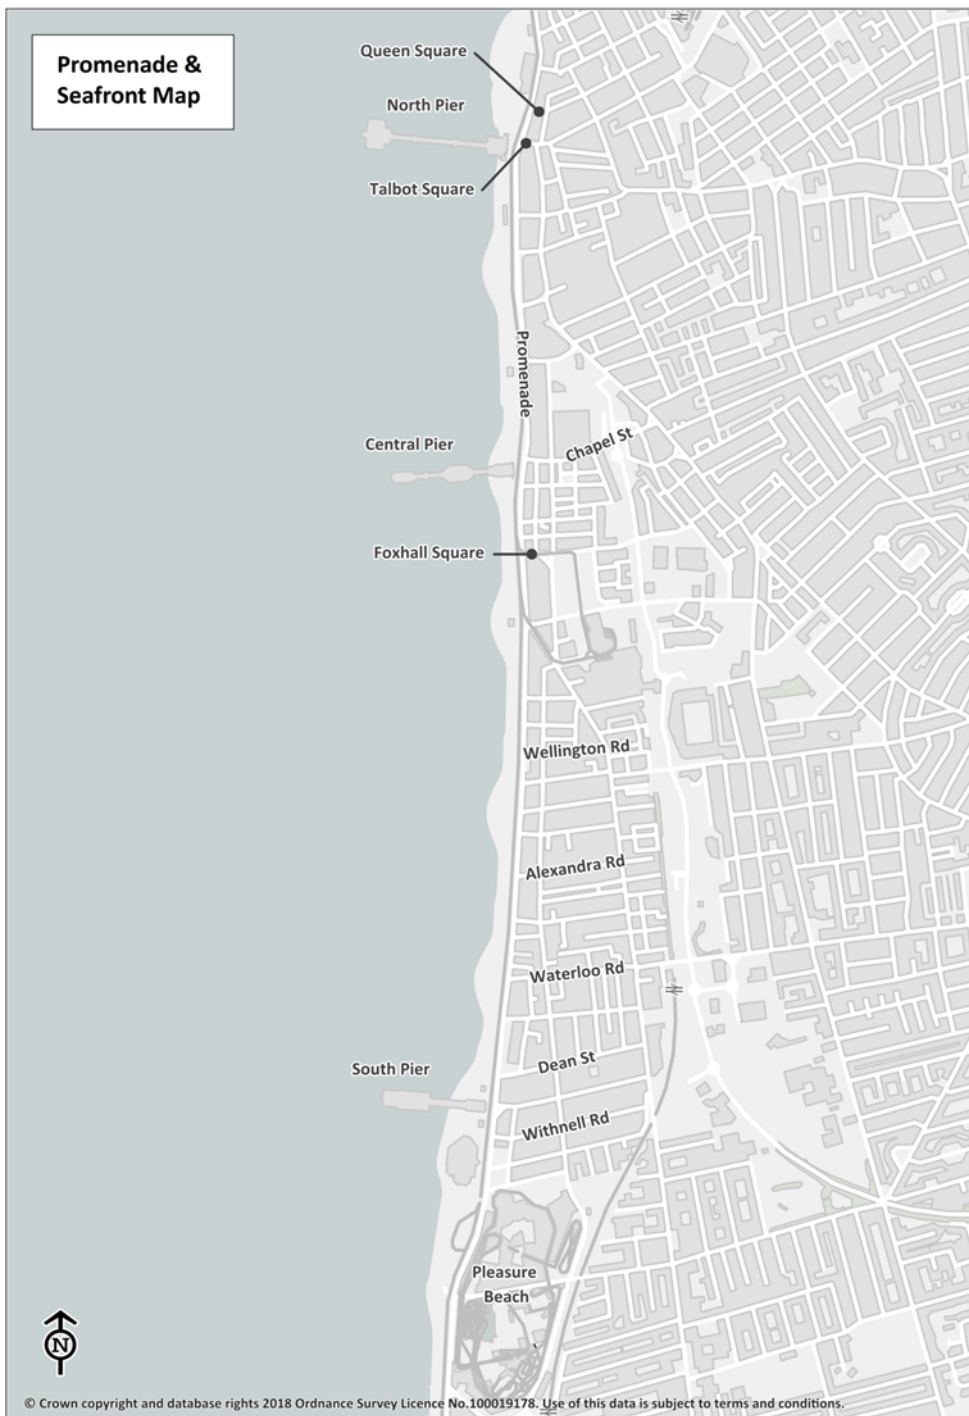 Promenade &
Seafront Map
Queen Square
North Pier
Talbot Square
Promenade
Central Pier
Chapel St
Foxhall Square
Wellington Rd
Alexandra Rd
Waterloo Rd
Dean St
South Pier
Withnell Rd
Pleasure
Beach
N
© Crown copyright and database rights 2018 Ordnance Survey Licence No.100019178. Use of this data is subject to terms and conditions.